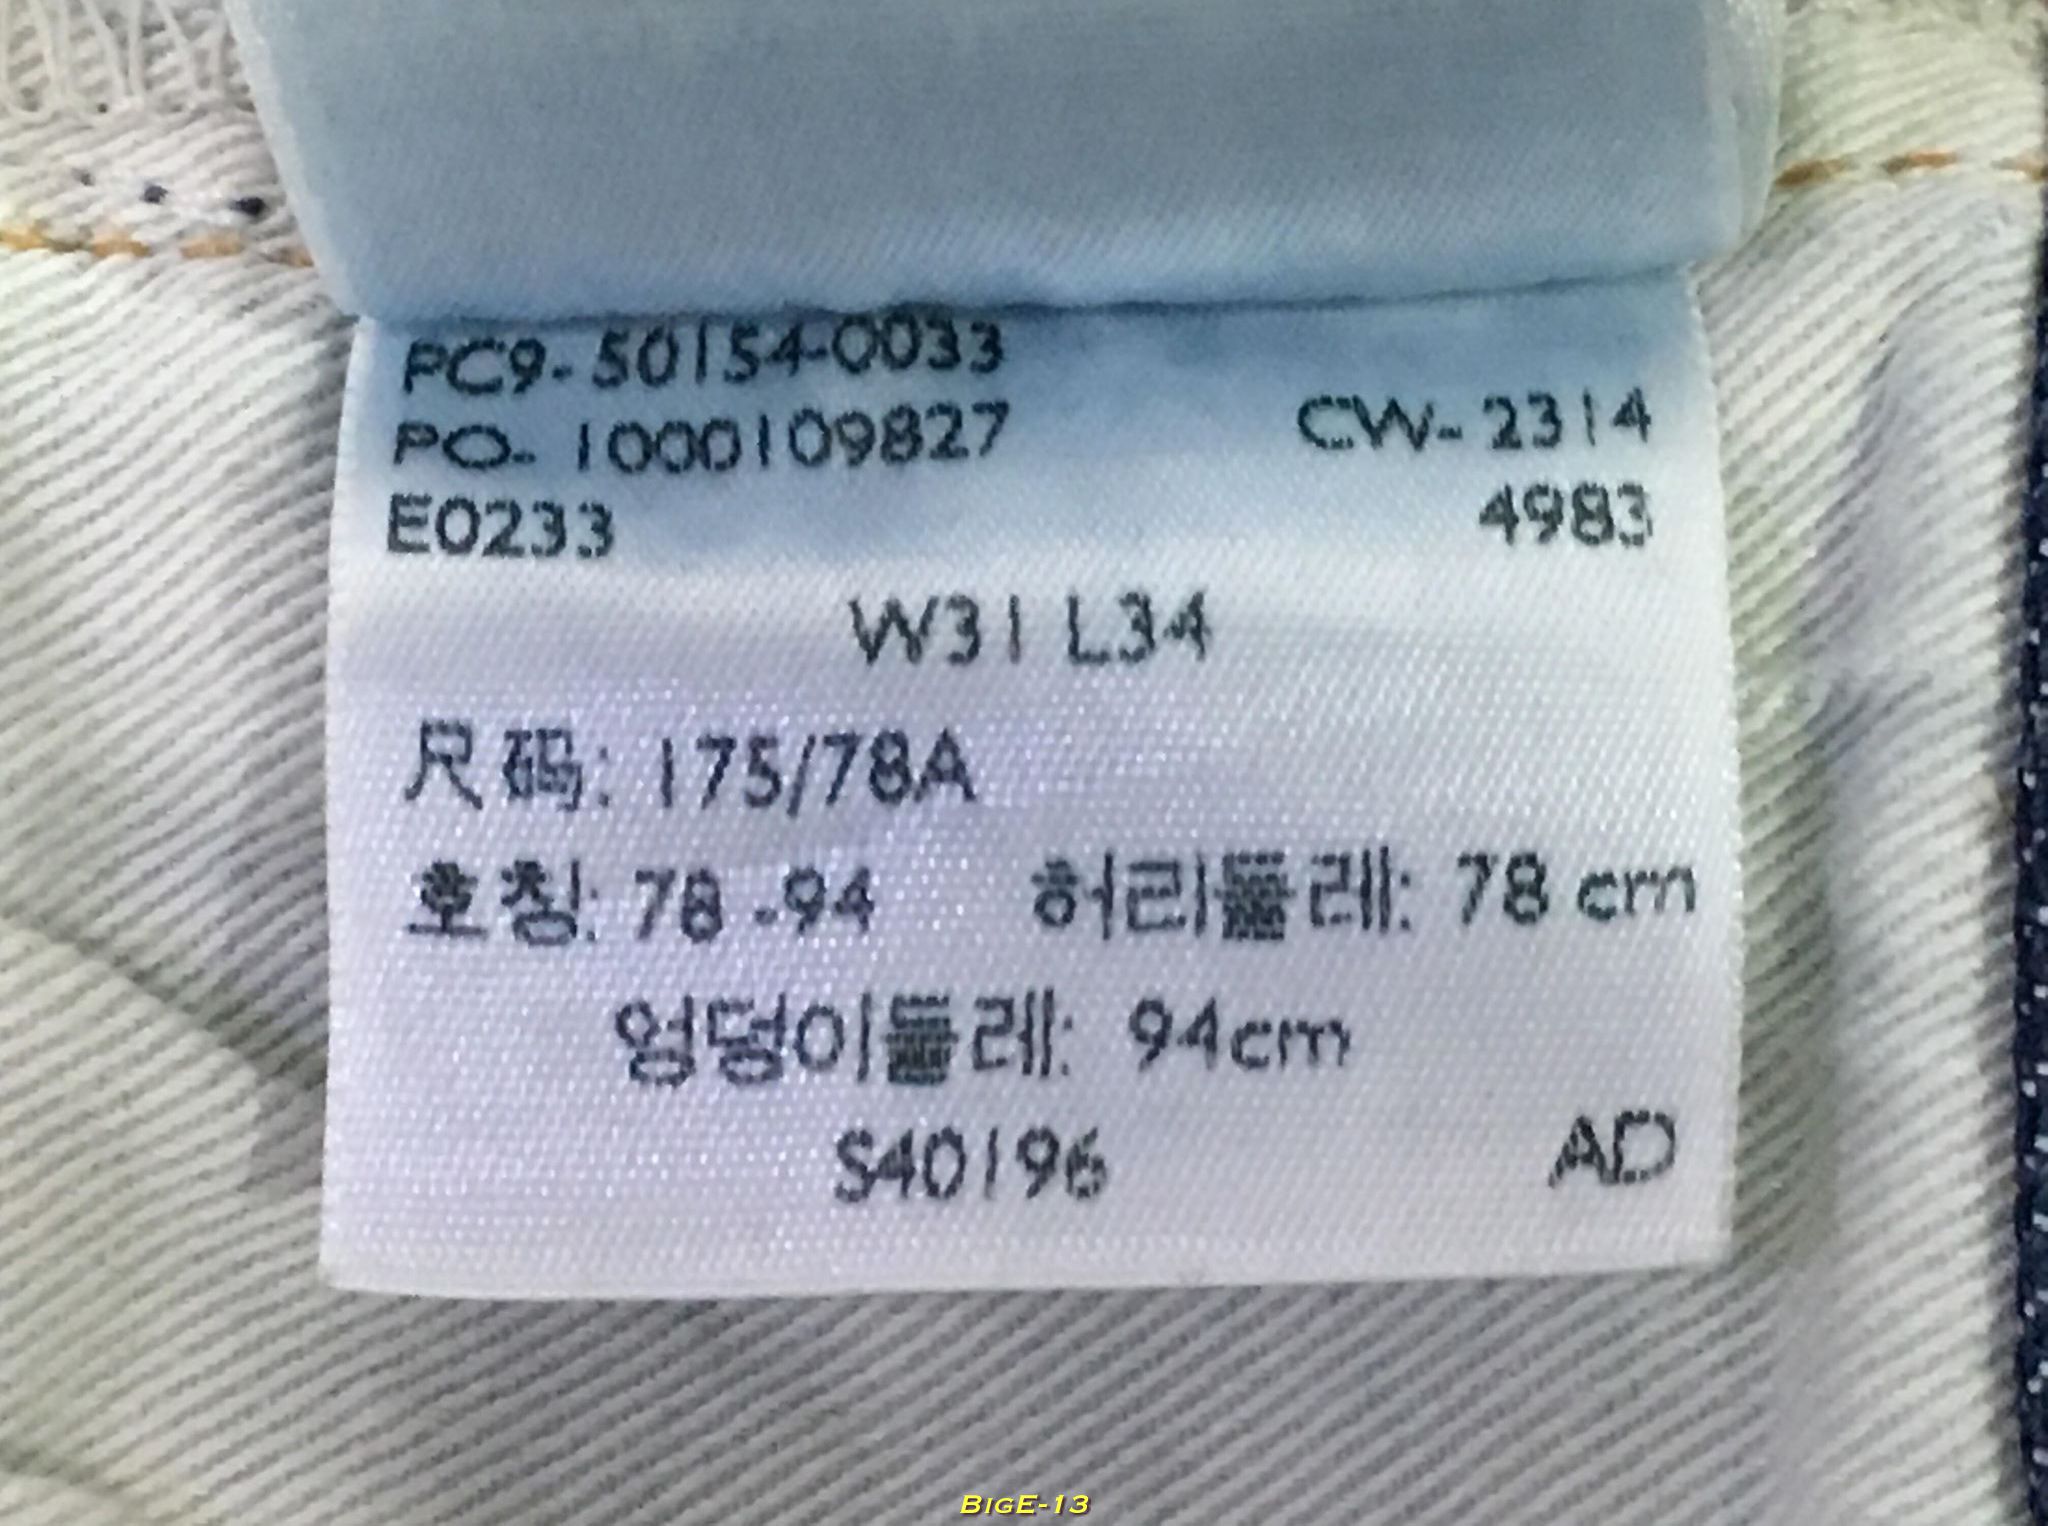 PC9-50154-0033
PO- 1000109827 CW- 2314
E0233 4983
W31 L34
尺码: 175/78A
호칭: 78 -94 허리둘레: 78 cm
엉덩이둘레: 94cm
S40196 AD
BIGE-13